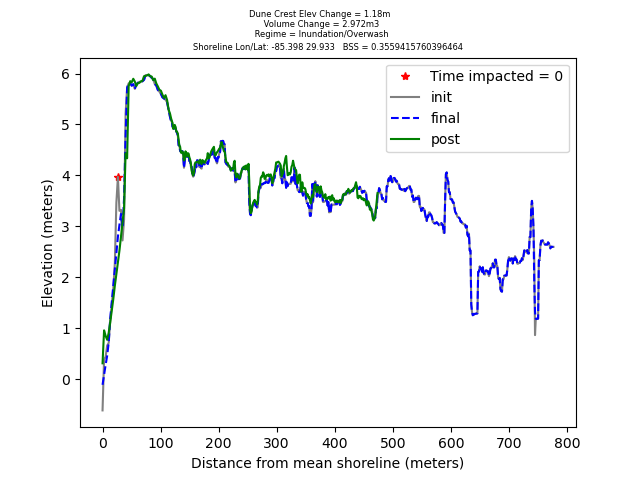 Dune Crest Elev Change = 1.18m
Volume Change = 2.972m3
Regime = Inundation/Overwash
Shoreline Lon/Lat: -85.398 29.933   BSS = 0.3559415760396464
Time impacted = 0
init
final
post
Elevation (meters)
6
5
4
3
2
1
0
0 100 200 300 400 500 600 700 800
Distance from mean shoreline (meters)